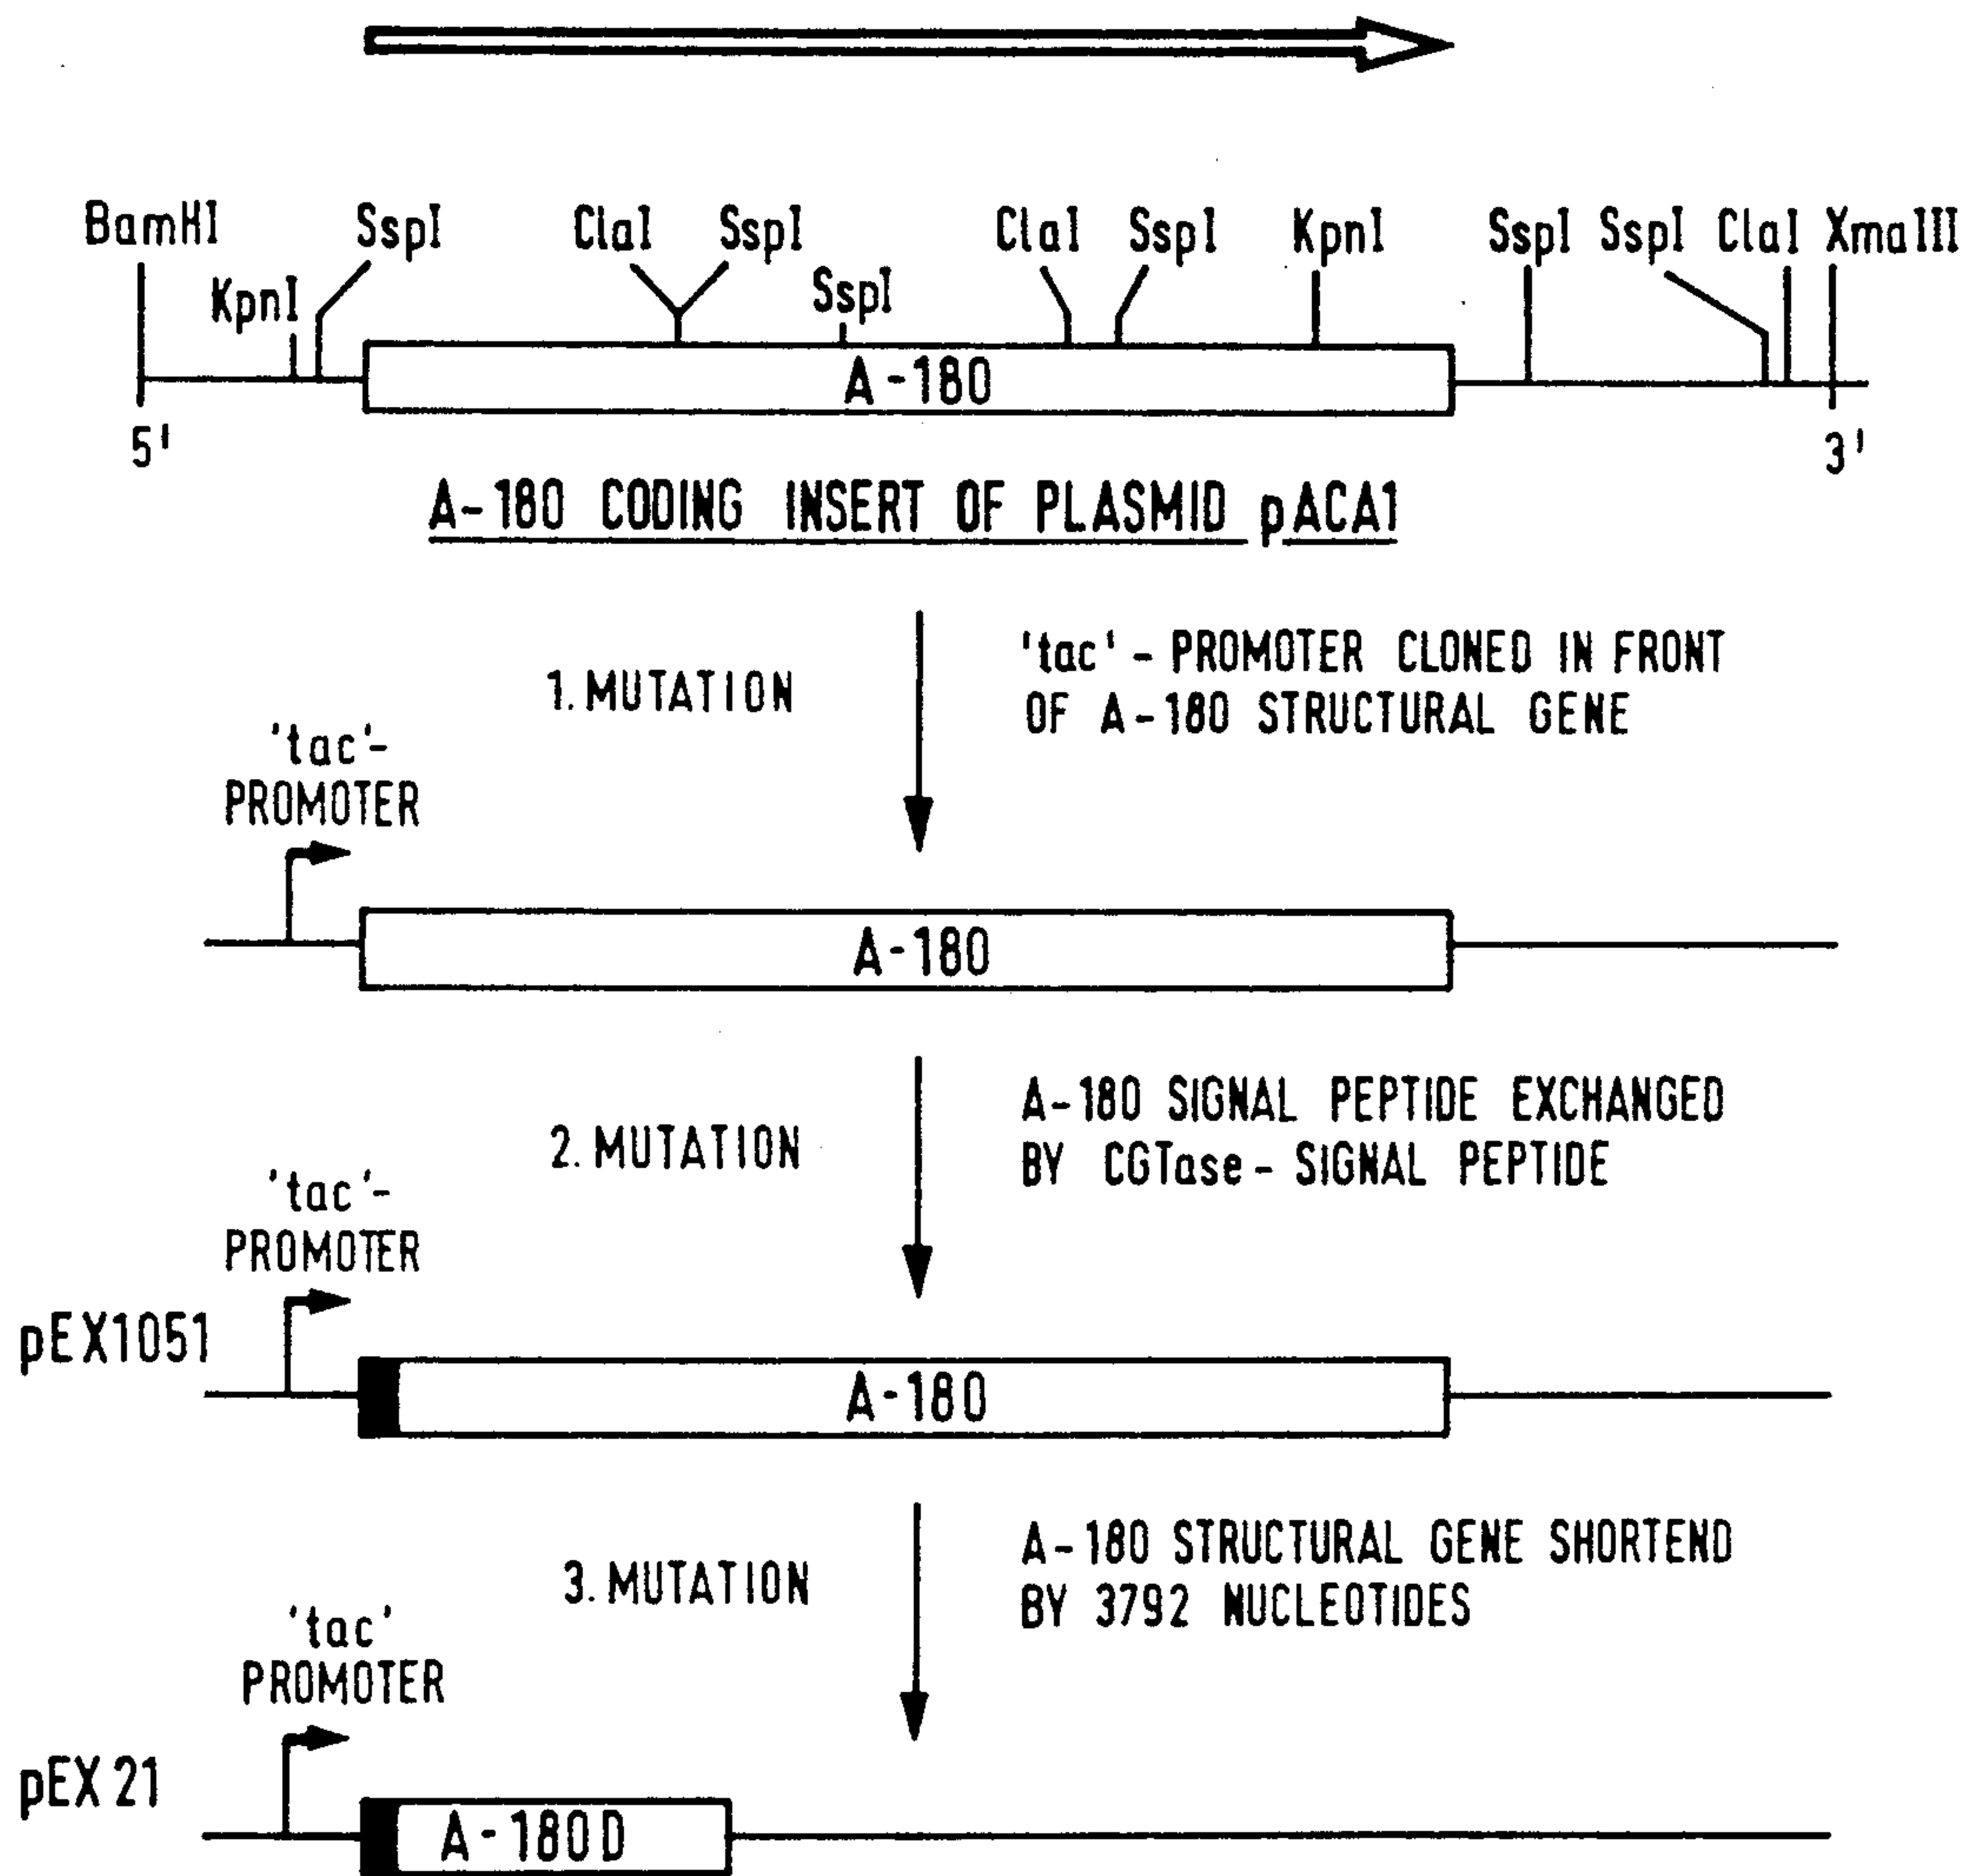 BamHI SspI ClaI SspI ClaI SspI KpnI SspI SspI ClaI XmaIII
KpnI SspI
A-180
5' 3'
A-180 CODING INSERT OF PLASMID pACA1
1. MUTATION
'tac' - PROMOTER CLONED IN FRONT
OF A-180 STRUCTURAL GENE
'tac'-
PROMOTER
A-180
2. MUTATION
A-180 SIGNAL PEPTIDE EXCHANGED
BY CGTase - SIGNAL PEPTIDE
'tac'-
PROMOTER
pEX1051
A-180
3. MUTATION
A-180 STRUCTURAL GENE SHORTEND
BY 3792 NUCLEOTIDES
'tac'
PROMOTER
pEX 21
A-180D